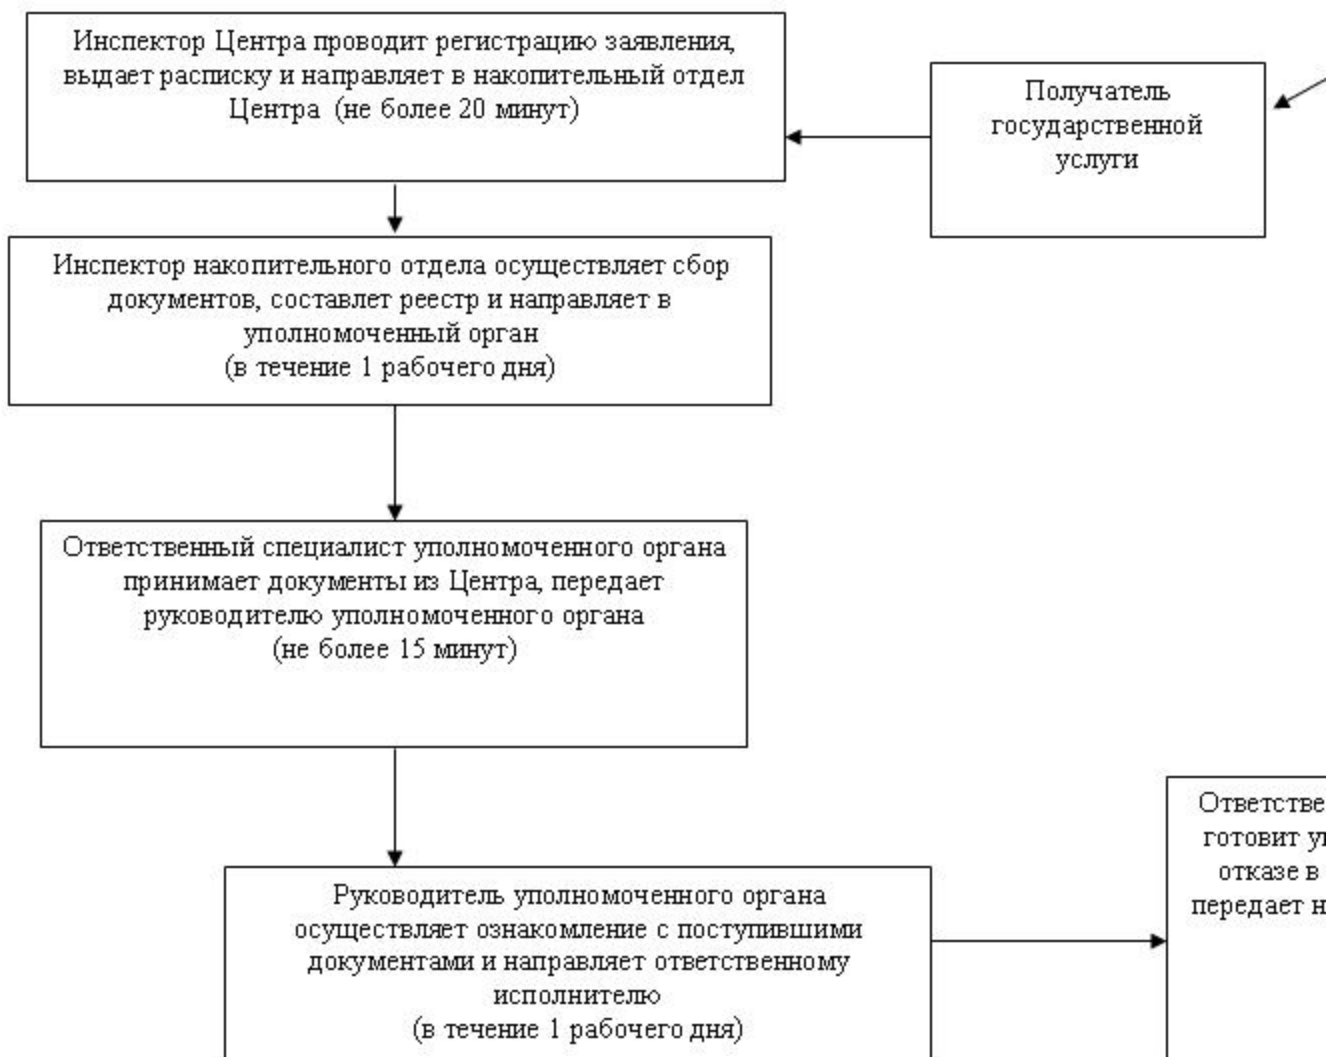 Инспектор Центра проводит регистрацию заявления,
выдает расписку и направляет в накопительный отдел
Центра (не более 20 минут)
Получатель
государственной
услуги
Инспектор накопительного отдела осуществляет сбор
документов, составлет реестр и направляет в
уполномоченный орган
(в течение 1 рабочего дня)
Ответственный специалист уполномоченного органа
принимает документы из Центра, передает
руководителю уполномоченного органа
(не более 15 минут)
Руководитель уполномоченного органа
осуществляет ознакомление с поступившими
документами и направляет ответственному
исполнителю
(в течение 1 рабочего дня)
Ответстве
готовит у
отказе в
передает н